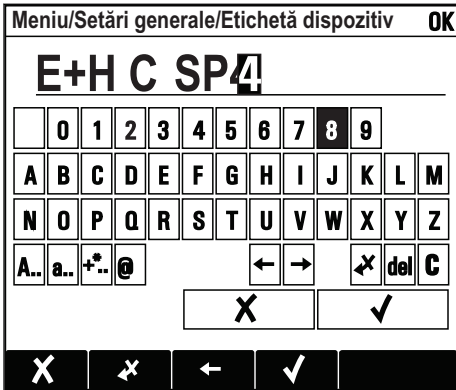 Meniu/Setări generale/Etichetă dispozitiv OK
E+H C SP4
0 1 2 3 4 5 6 7 8 9
A B C D E F G H I J K L M
N O P Q R S T U V W X Y Z
A.. a.. +*.. @ ← → del C